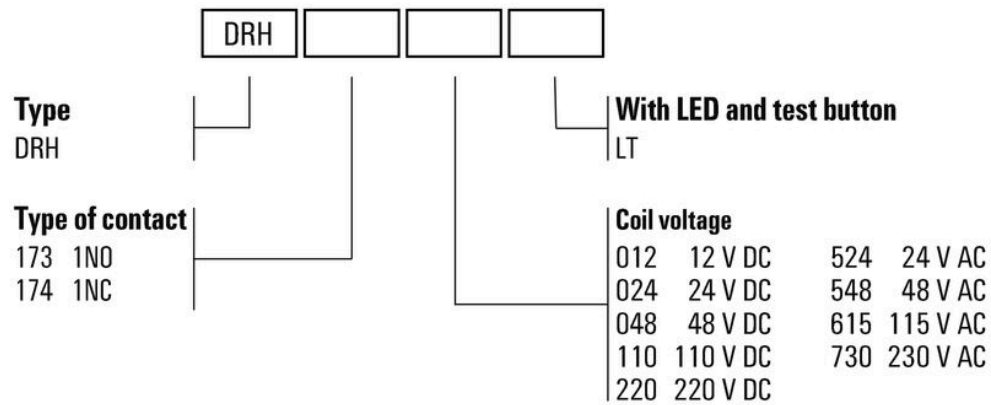 DRH
Type
DRH
With LED and test button
LT
Type of contact
173 1NO
174 1NC
Coil voltage
012 12 V DC 524 24 V AC
024 24 V DC 548 48 V AC
048 48 V DC 615 115 V AC
110 110 V DC 730 230 V AC
220 220 V DC